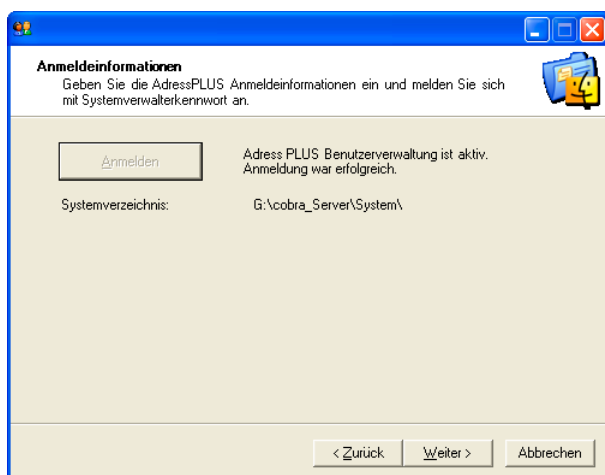 Anmeldeinformationen
Geben Sie die AdressPLUS Anmeldeinformationen ein und melden Sie sich
mit Systemverwalterkennwort an.
Anmelden
Adress PLUS Benutzerverwaltung ist aktiv.
Anmeldung war erfolgreich.
Systemverzeichnis:
G:\cobra_Server\System\
< Zurück
Weiter >
Abbrechen